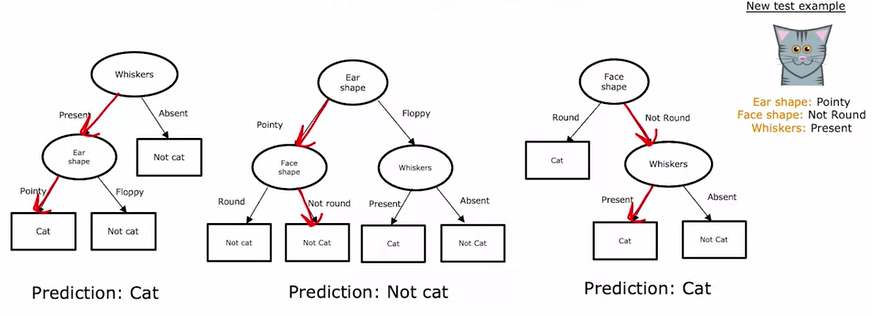 New test example
Ear shape: Pointy
Face shape: Not Round
Whiskers: Present
Whiskers
Present
Absent
Ear
shape
Not cat
Pointy
Floppy
Cat
Not cat
Prediction: Cat
Ear
shape
Pointy
Floppy
Face
shape
Whiskers
Round
Not round
Present
Absent
Not cat
Not Cat
Cat
Not Cat
Prediction: Not cat
Face
shape
Round
Not Round
Cat
Whiskers
Present
Absent
Cat
Not Cat
Prediction: Cat